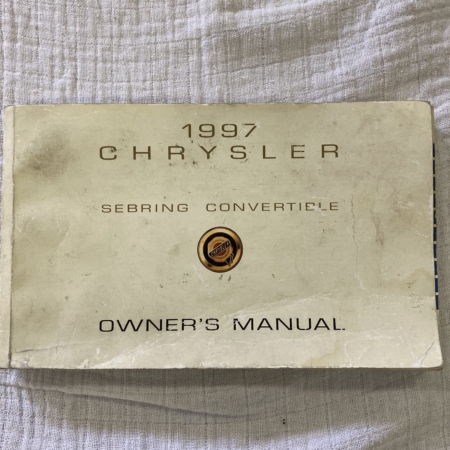 1997
CHRYSLER
SEBRING CONVERTIBLE
OWNER'S MANUAL